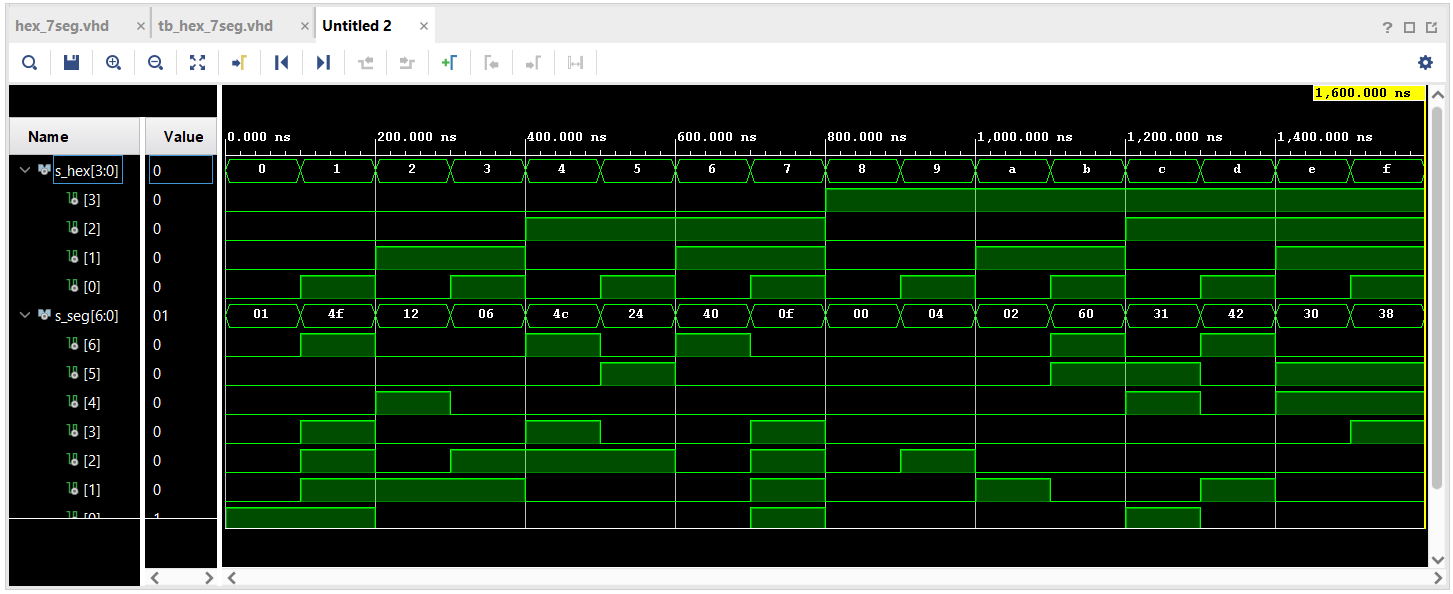 hex_7seg.vhd × tb_hex_7seg.vhd × Untitled 2 × ?
1,600.000 ns
Name Value 0.000 ns 200.000 ns 400.000 ns 600.000 ns 800.000 ns 1,000.000 ns 1,200.000 ns 1,400.000 ns
s_hex[3:0] 0 0 1 2 3 4 5 6 7 8 9 a b c d e f
[3] 0
[2] 0
[1] 0
[0] 0
s_seg[6:0] 01 01 4f 12 06 4c 24 40 0f 00 04 02 60 31 42 30 38
[6] 0
[5] 0
[4] 0
[3] 0
[2] 0
[1] 0
[0] 1